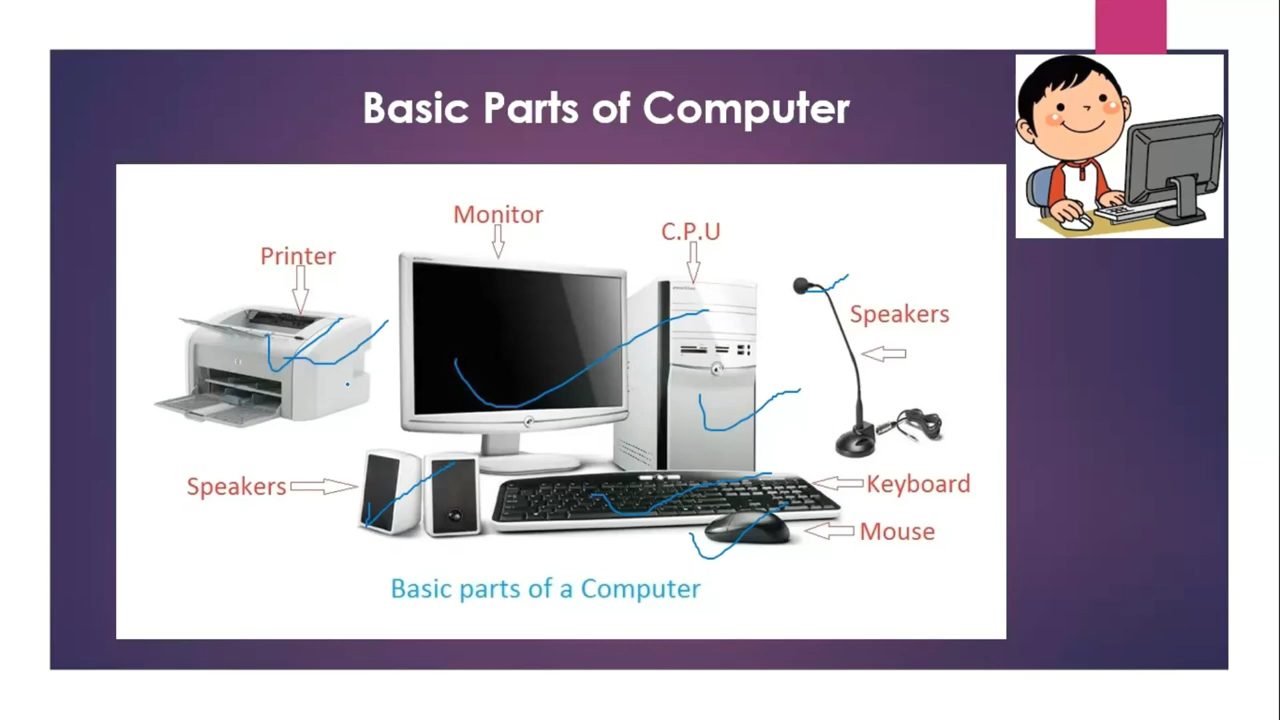 Basic Parts of Computer
Monitor
C.P.U
Printer
Speakers
Speakers
Keyboard
Mouse
Basic parts of a Computer